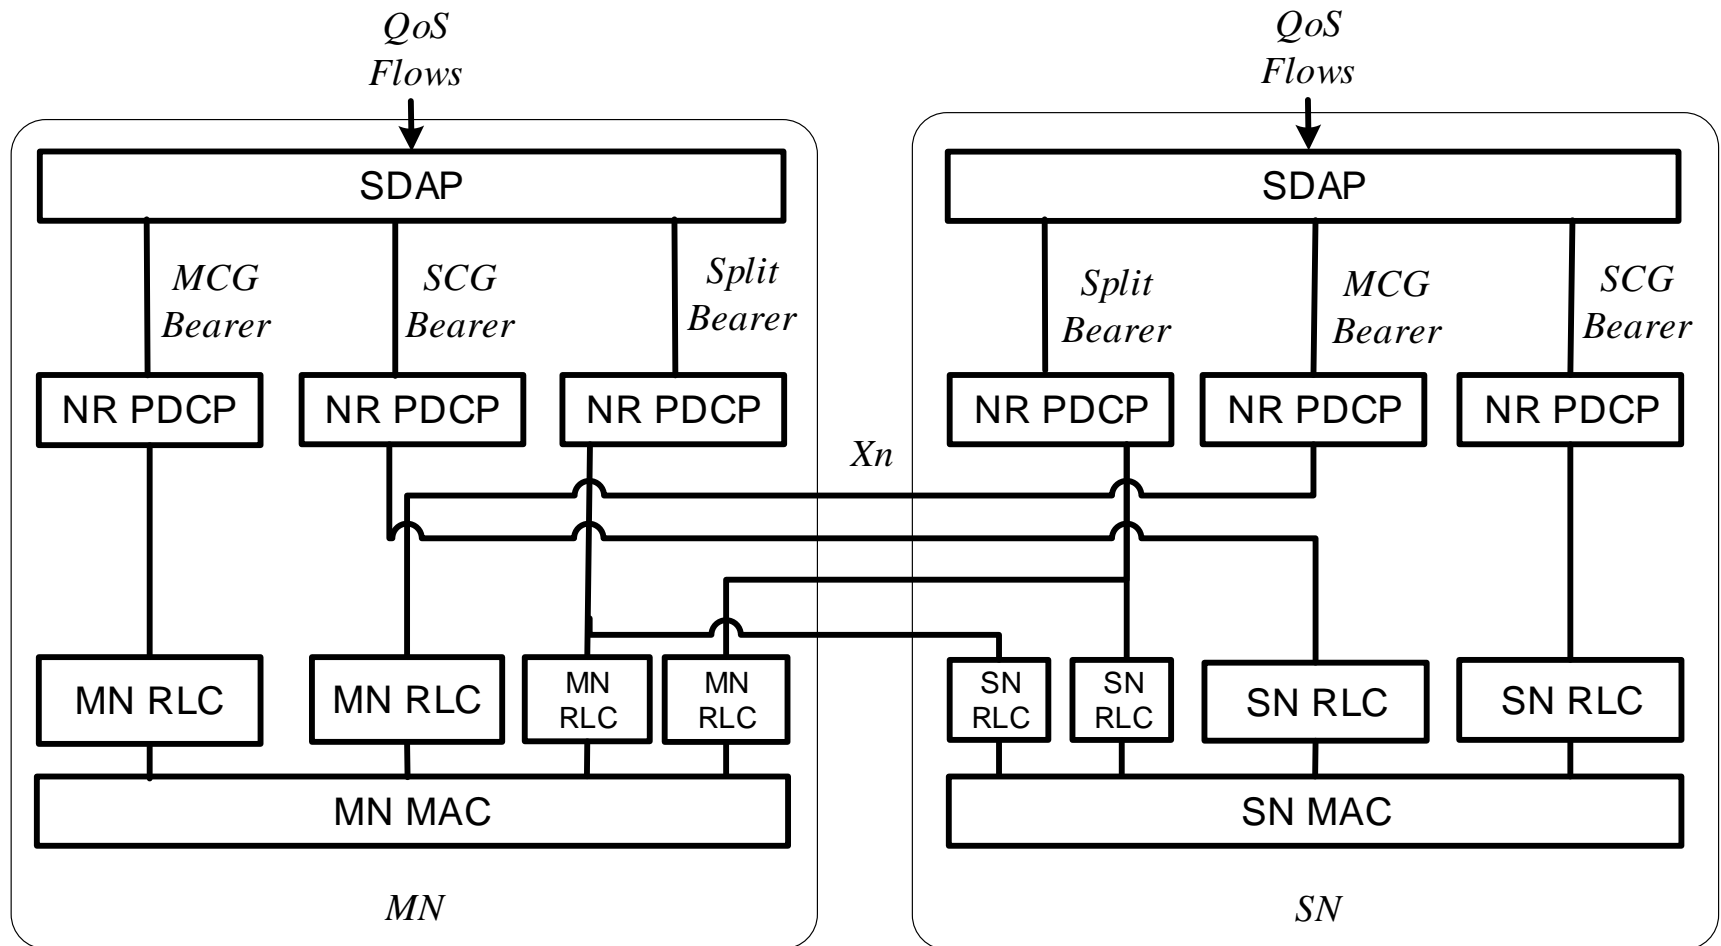 QoS
Flows
QoS
Flows
SDAP
SDAP
MCG
Bearer
SCG
Bearer
Split
Bearer
Split
Bearer
MCG
Bearer
SCG
Bearer
NR PDCP
NR PDCP
NR PDCP
NR PDCP
NR PDCP
NR PDCP
Xn
MN RLC
MN RLC
MN
RLC
MN
RLC
SN
RLC
SN
RLC
SN RLC
SN RLC
MN MAC
SN MAC
MN
SN